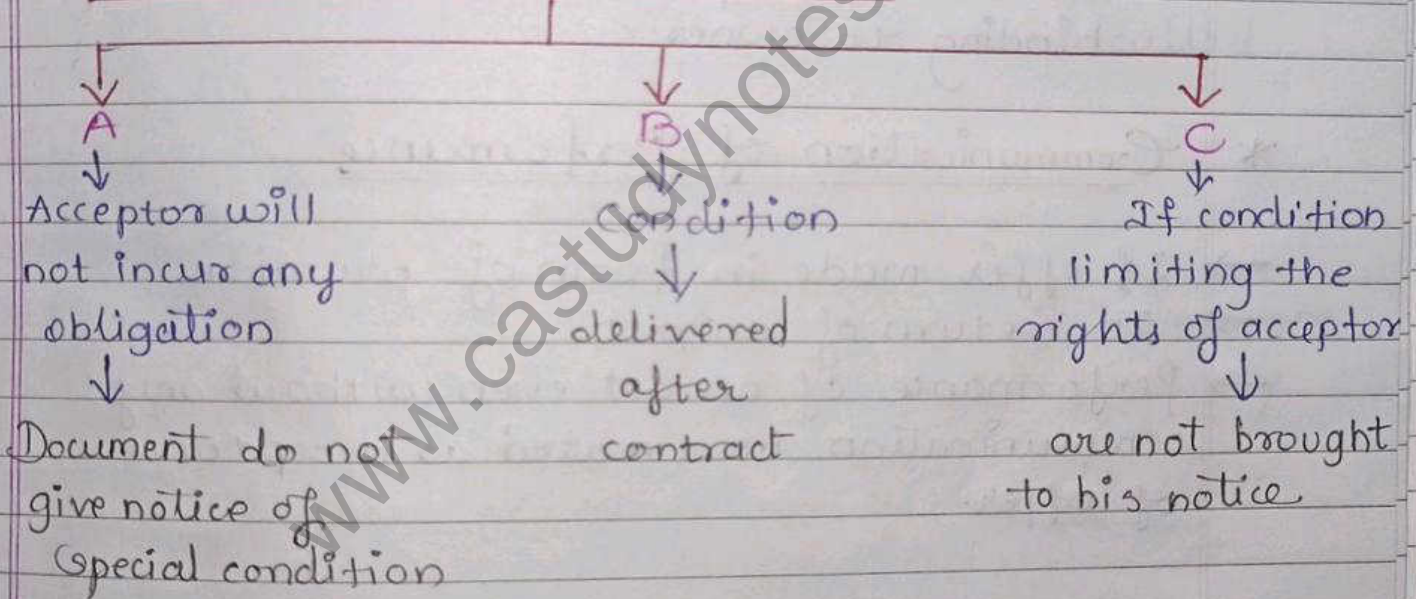 A
Acceptor will
not incur any
obligation
Document do not
give notice of
special condition
B
condition
delivered
after
contract
C
If condition
limiting the
rights of acceptor
are not brought
to his notice
www.castudynotes